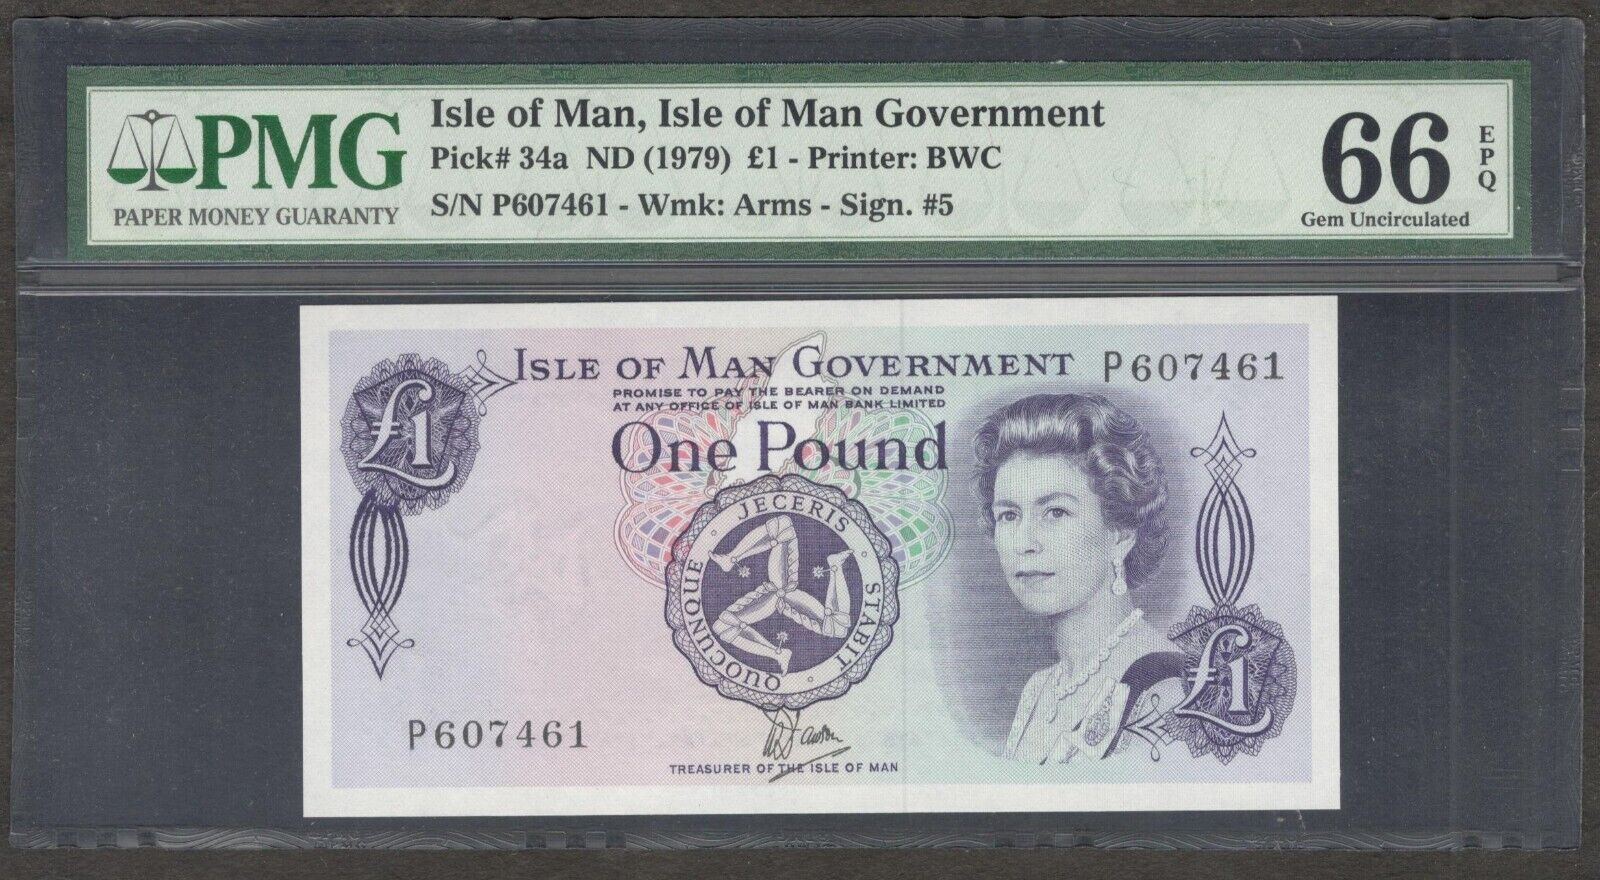 PMG
PAPER MONEY GUARANTY
Isle of Man, Isle of Man Government
Pick# 34a ND (1979) £1 - Printer: BWC
S/N P607461 - Wmk: Arms - Sign. #5
66
EPQ
Gem Uncirculated
ISLE OF MAN GOVERNMENT
P607461
PROMISE TO PAY THE BEARER ON DEMAND
AT ANY OFFICE OF ISLE OF MAN BANK LIMITED
£1
One Pound
QUOCUNQUE · JECERIS · STABIT
£1
P607461
TREASURER OF THE ISLE OF MAN